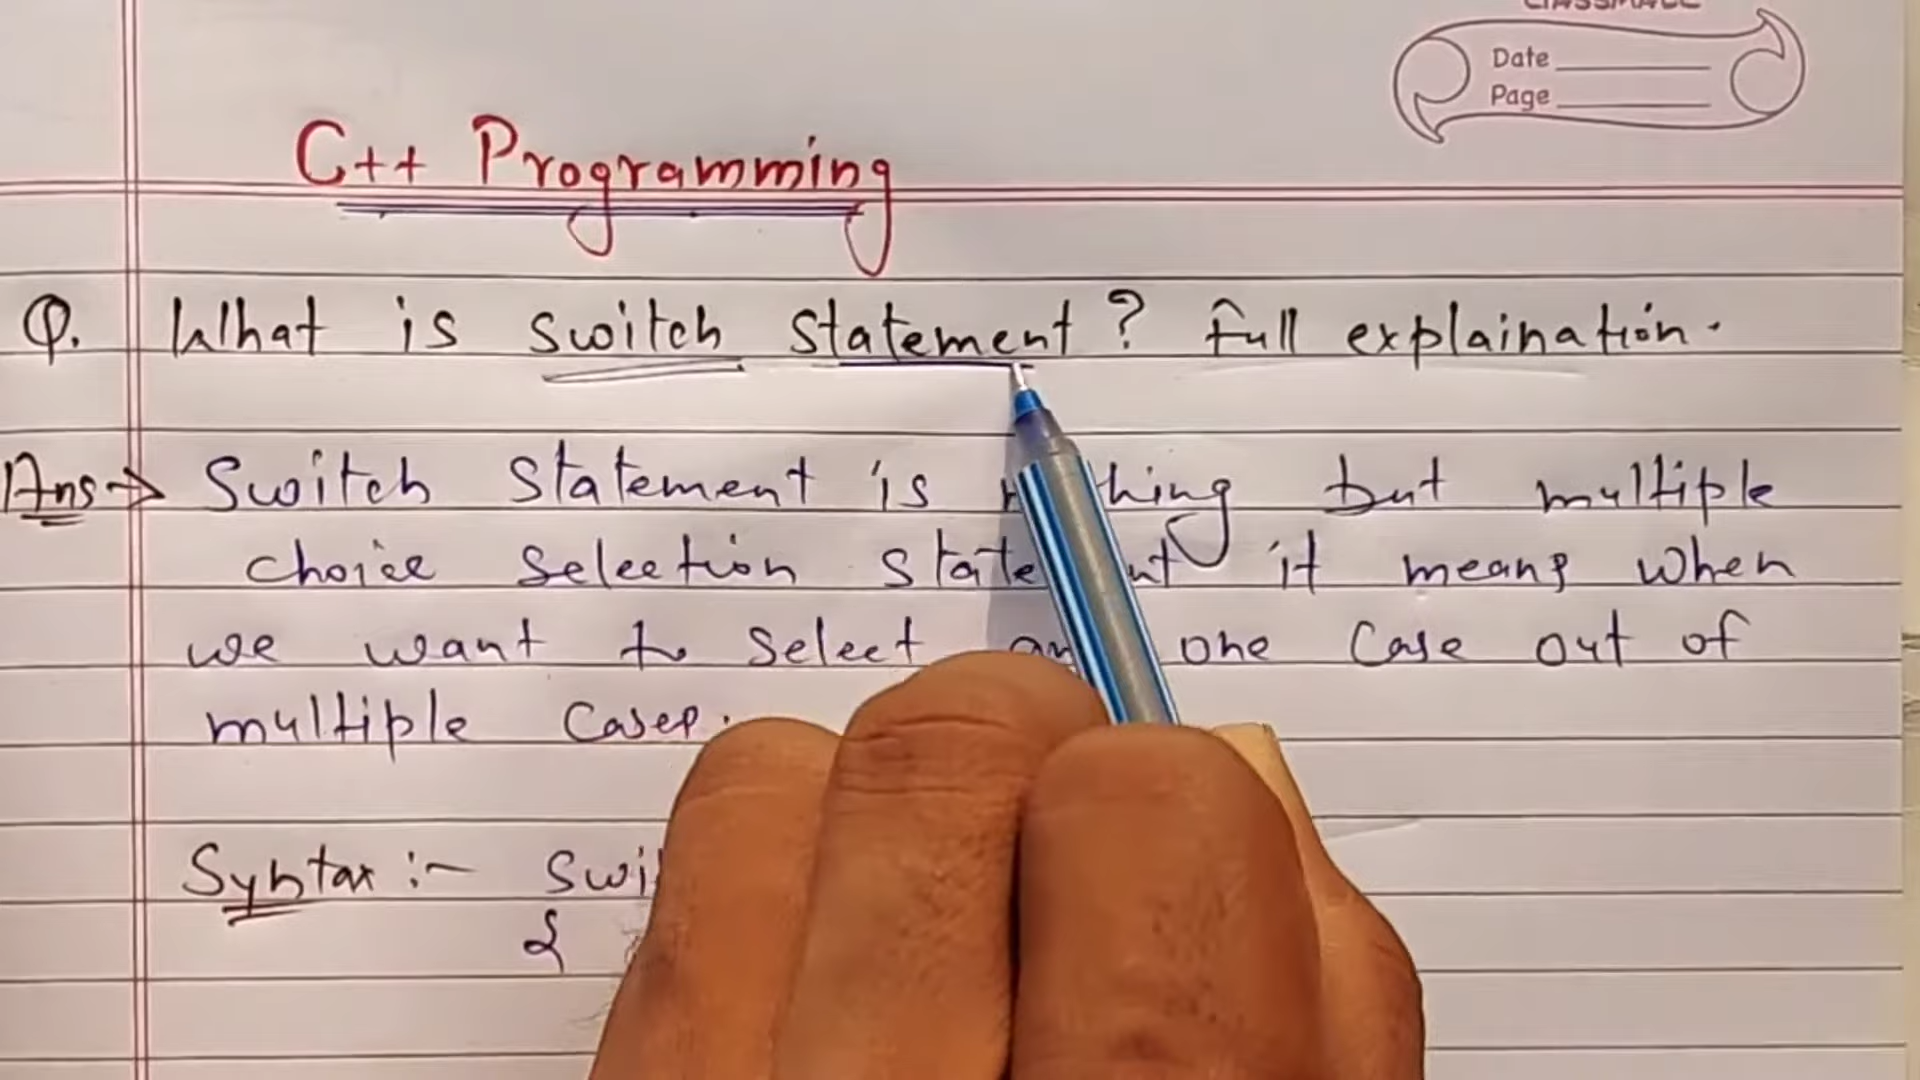 Date
Page
C++ Programming
Q. What is switch statement? Full explaination.
Ans → Switch statement is but multiple
choice selection it means when
we want to select one case out of
multiple cases.
Syntax :-
{